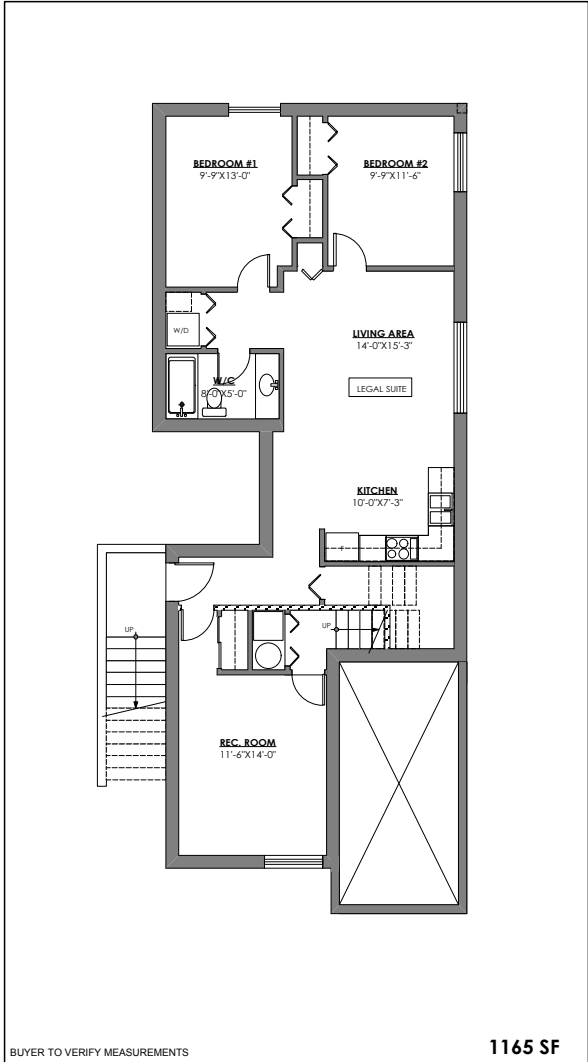 BEDROOM #1
9'-9"X13'-0"
BEDROOM #2
9'-9"X11'-6"
W/D
LIVING AREA
14'-0"X15'-3"
W/C
8'-0"X5'-0"
LEGAL SUITE
KITCHEN
10'-0"X7'-3"
F
UP
UP
REC. ROOM
11'-6"X14'-0"
BUYER TO VERIFY MEASUREMENTS
1165 SF